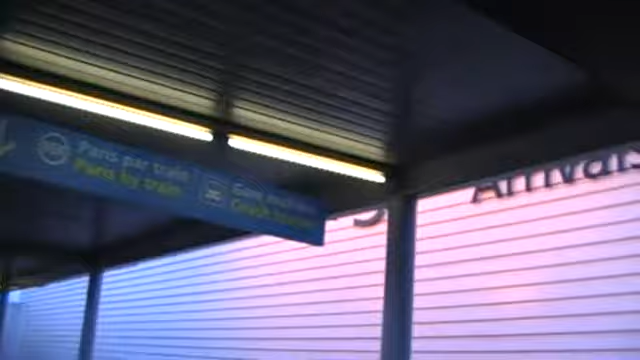 Paris par train
Paris by train
Gare routière
Coach station
Arrivals